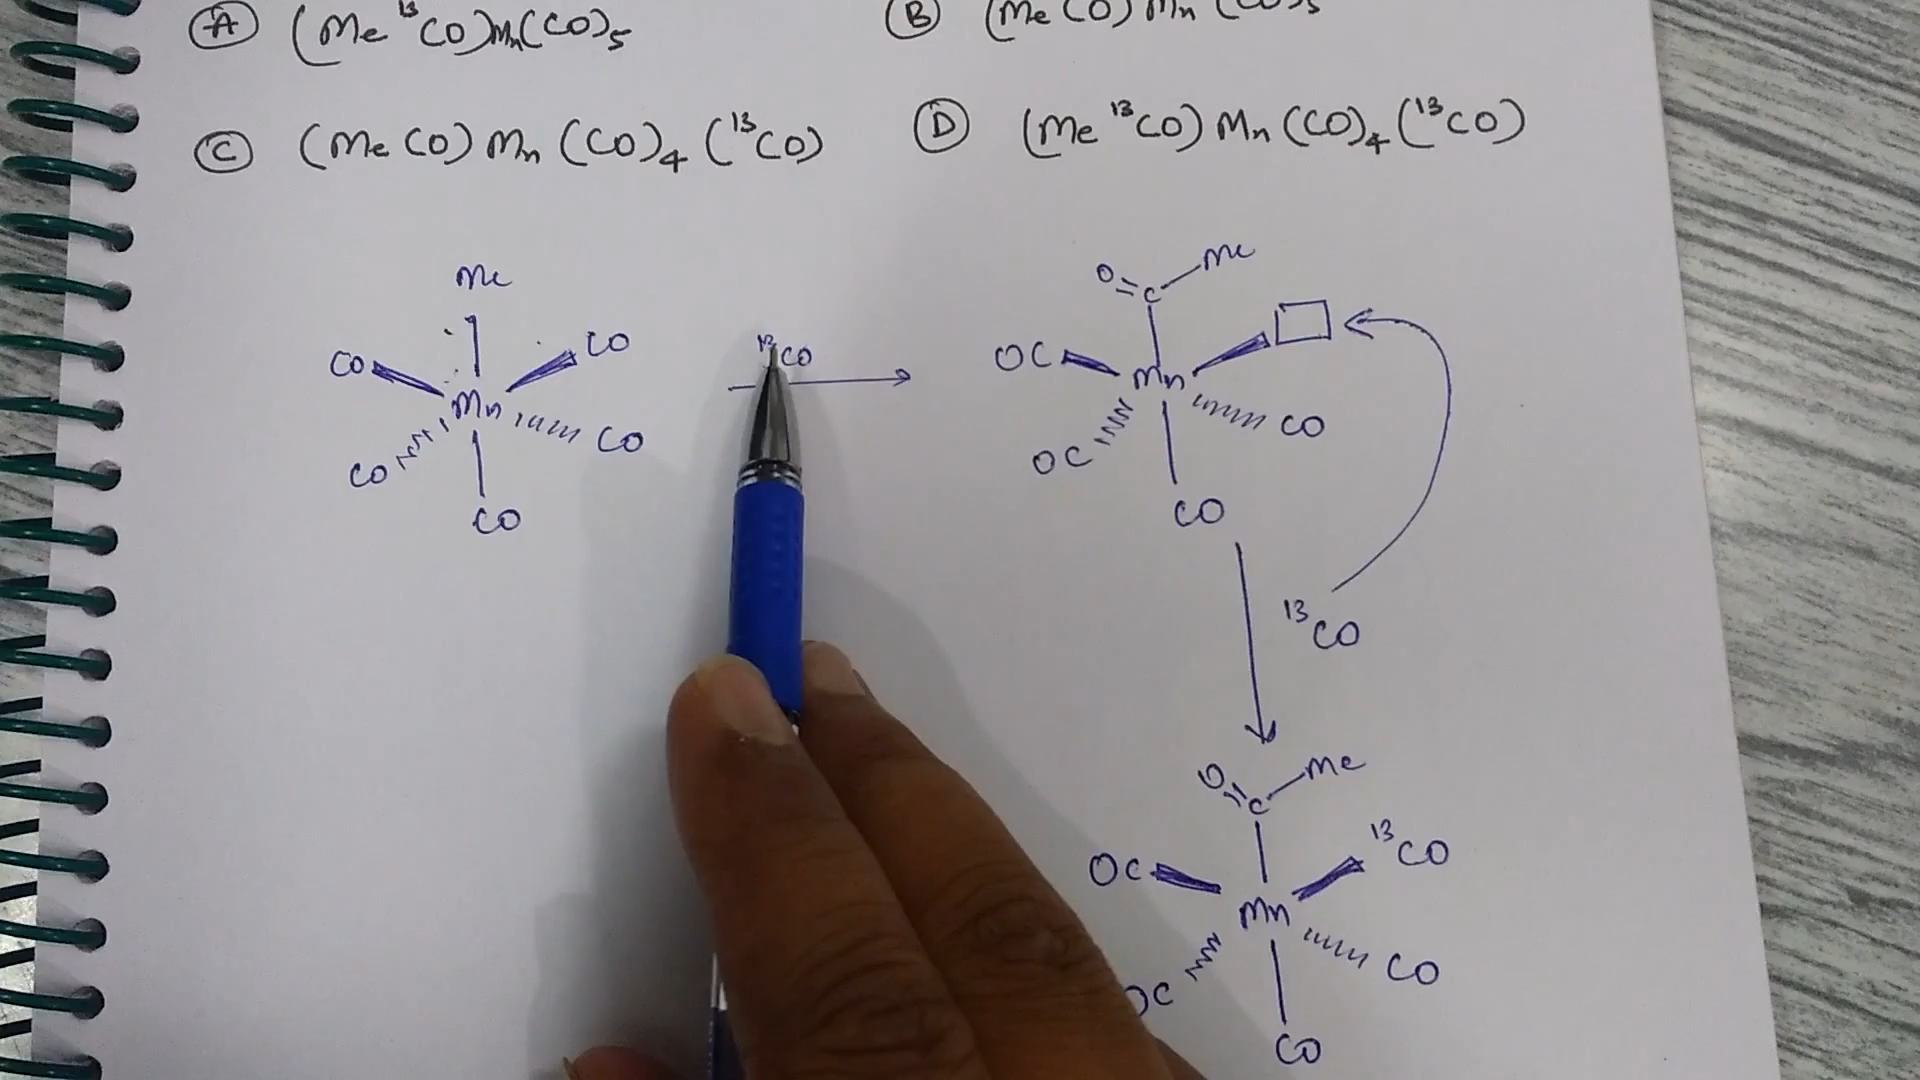 Ⓐ (Me ¹³CO)Mn(CO)₅
Ⓑ (Me CO) Mn (CO)₅
Ⓒ (Me CO) Mn (CO)₄ (¹³CO)
Ⓓ (Me ¹³CO) Mn (CO)₄ (¹³CO)
Me
CO
CO
Mn
CO
CO
CO
¹³CO
O
C
Me
OC
Mn
OC
CO
CO
¹³CO
O
C
Me
OC
¹³CO
Mn
OC
CO
CO